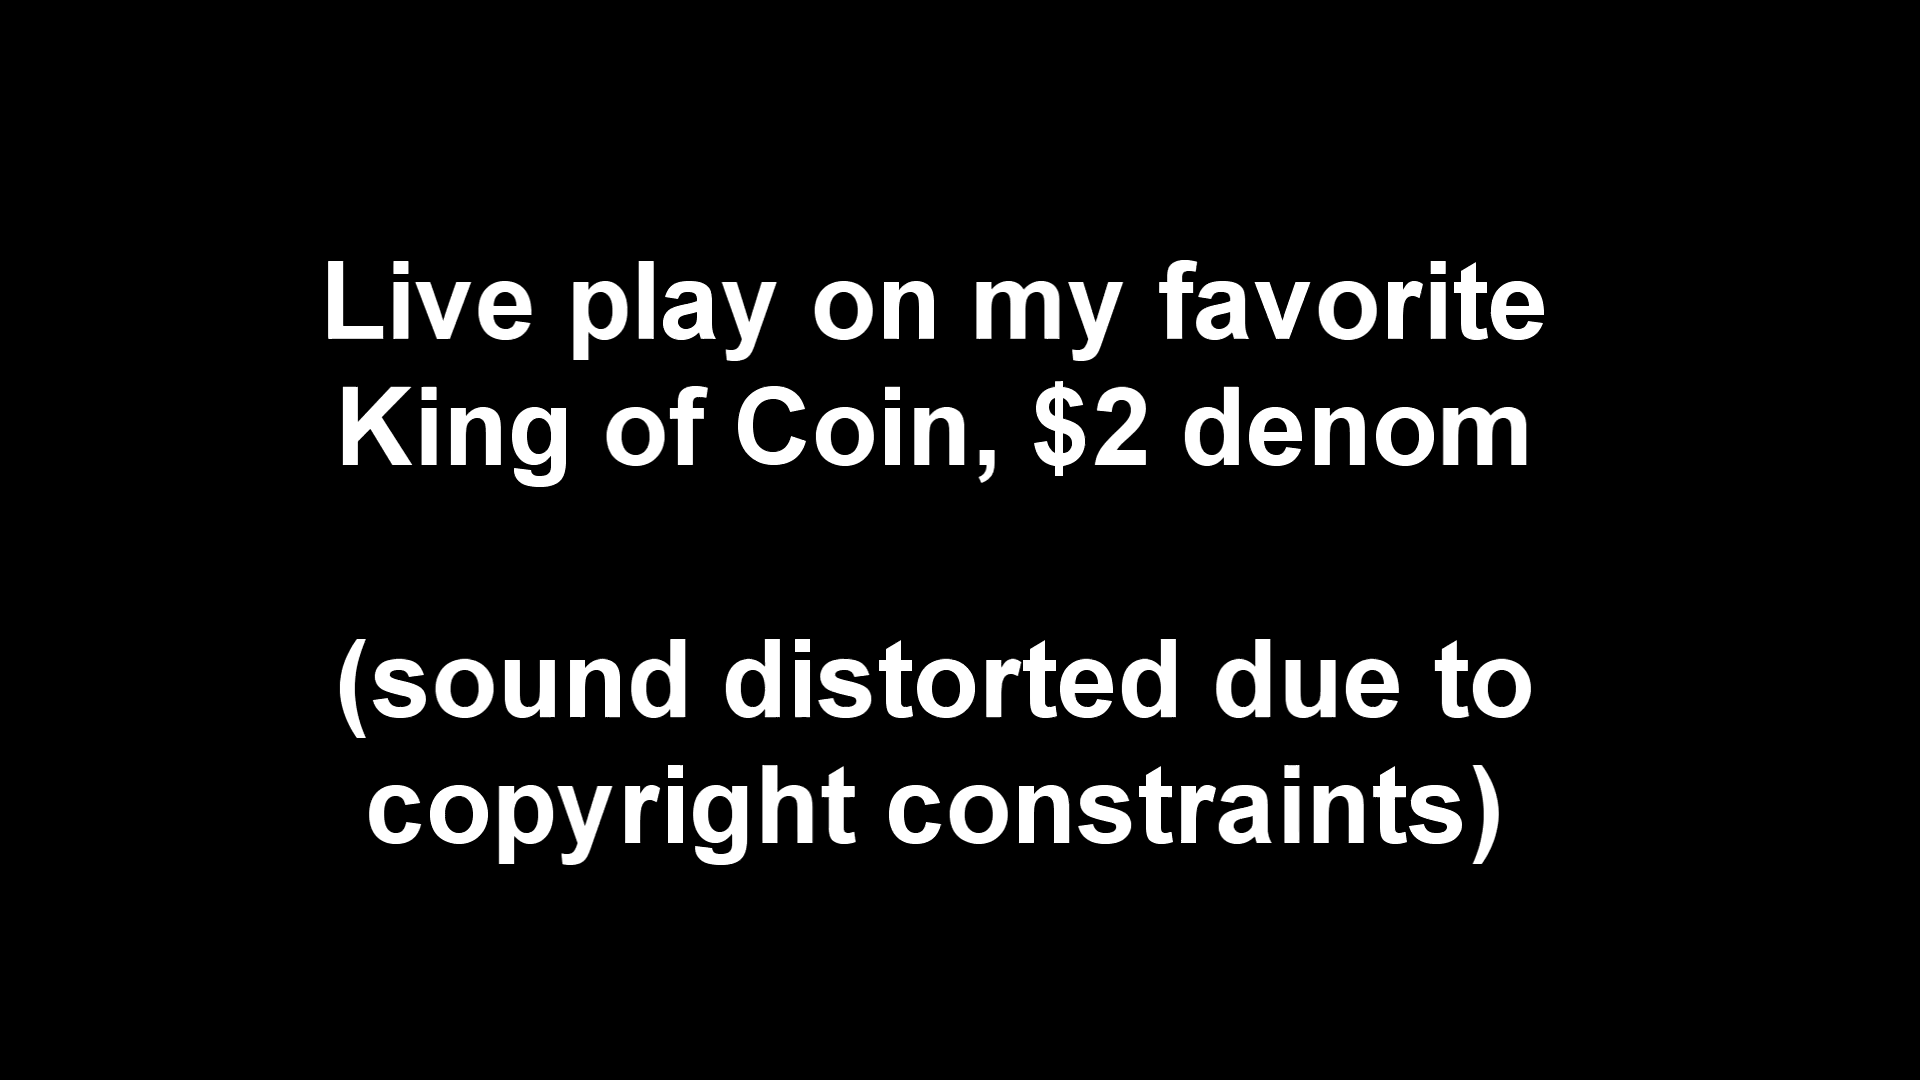 Live play on my favorite
King of Coin, $2 denom
(sound distorted due to
copyright constraints)